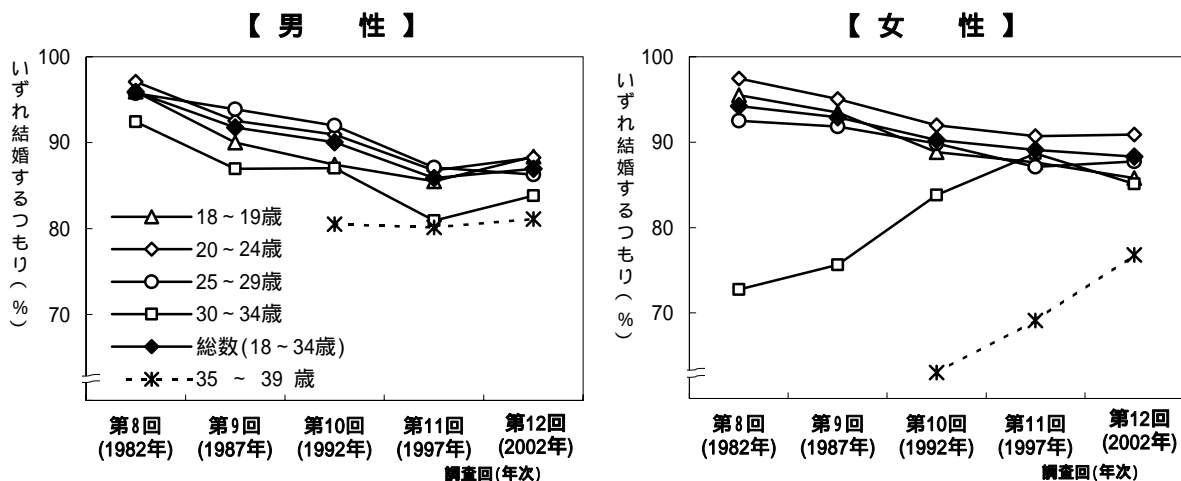 【 男 性 】
いずれ結婚するつもり(%)
100
90
80
70
18~19歳
20~24歳
25~29歳
30~34歳
総数(18~34歳)
35 ~ 39 歳
第8回
(1982年)
第9回
(1987年)
第10回
(1992年)
第11回
(1997年)
第12回
(2002年)
調査回(年次)
【 女 性 】
いずれ結婚するつもり(%)
100
90
80
70
第8回
(1982年)
第9回
(1987年)
第10回
(1992年)
第11回
(1997年)
第12回
(2002年)
調査回(年次)